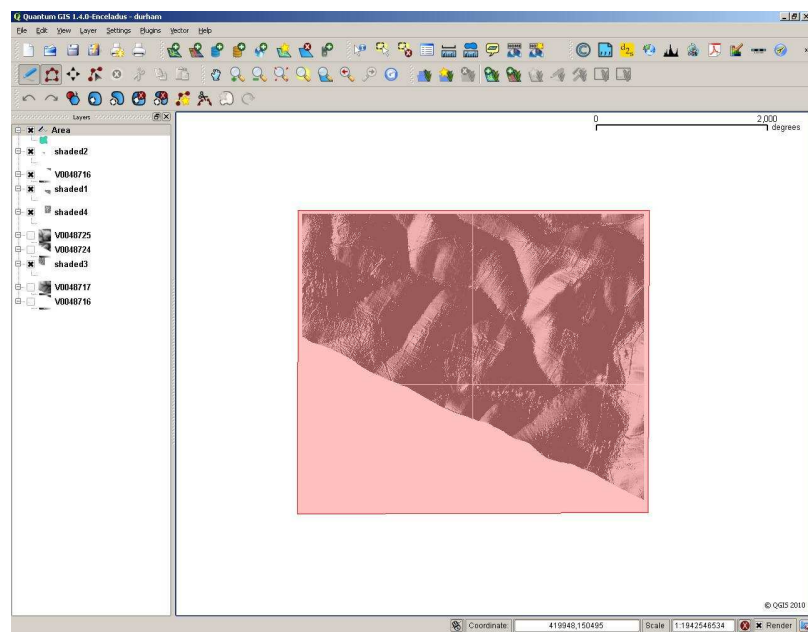 Quantum GIS 1.4.0-Enceladus - durham
File Edit View Layer Settings Plugins Vector Help
Layers
Area
shaded2
V0048716
shaded1
shaded4
V0048725
V0048724
shaded3
V0048717
V0048716
0 2,000
degrees
© QGIS 2010
Coordinate: 419948,150495 Scale 1:1942546534 Render